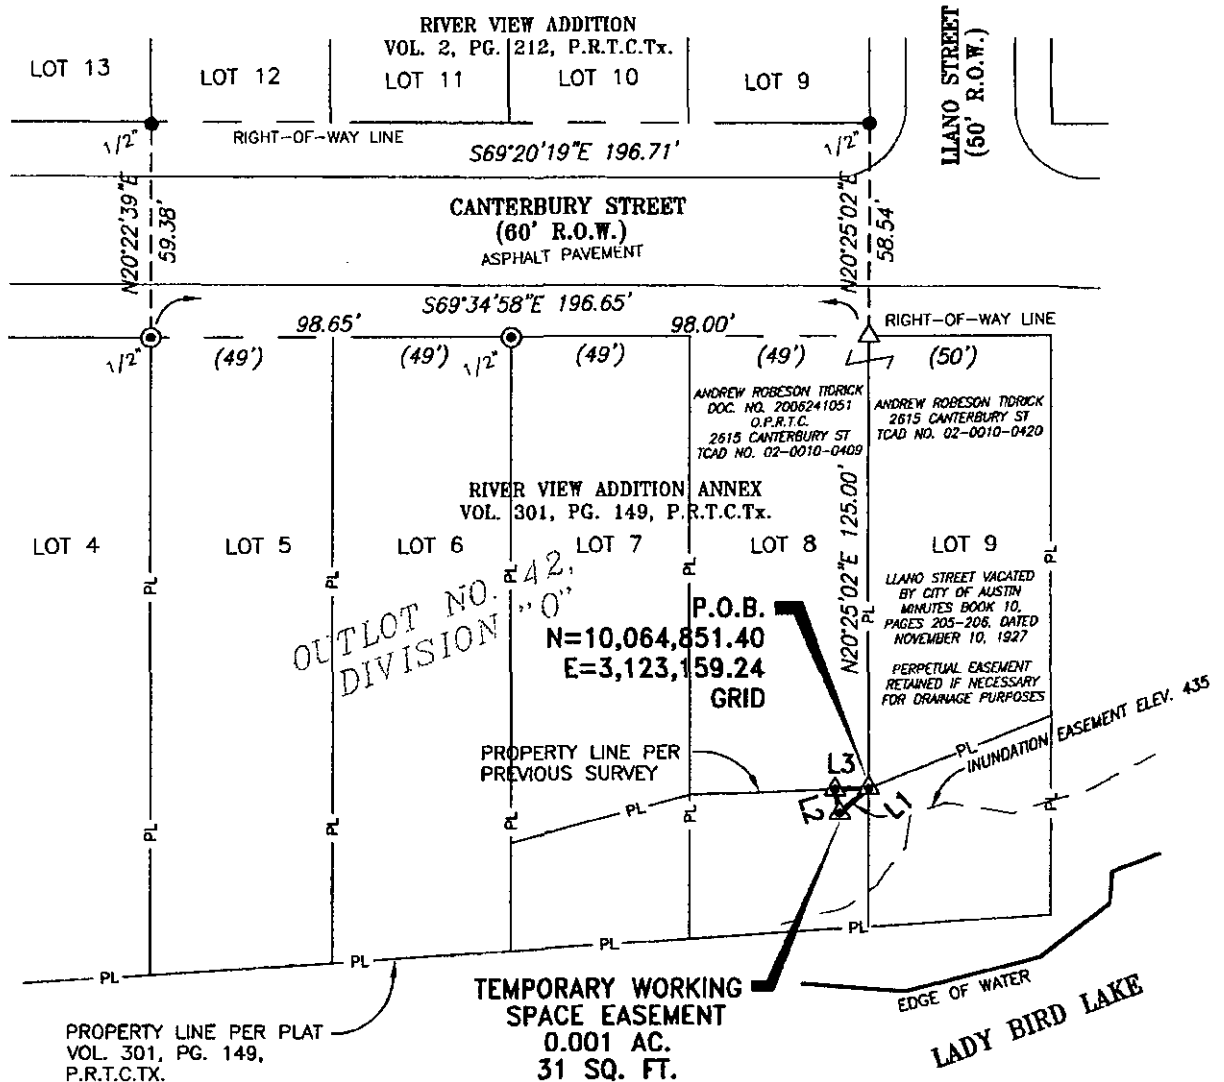 RIVER VIEW ADDITION
VOL. 2, PG. 212, P.R.T.C.Tx.
LOT 13
LOT 12
LOT 11
LOT 10
LOT 9
LLANO STREET
(50' R.O.W.)
1/2"
RIGHT-OF-WAY LINE
S69°20'19"E 196.71'
1/2"
N20°22'39"E
59.38'
CANTERBURY STREET
(60' R.O.W.)
ASPHALT PAVEMENT
N20°25'02"E
58.54'
S69°34'58"E 196.65'
98.65'
98.00'
RIGHT-OF-WAY LINE
1/2"
(49')
(49')
1/2"
(49')
(49')
(50')
ANDREW ROBESON TIDRICK
DOC. NO. 2006241051
O.P.R.T.C.
2615 CANTERBURY ST
TCAD NO. 02-0010-0409
ANDREW ROBESON TIDRICK
2615 CANTERBURY ST
TCAD NO. 02-0010-0420
RIVER VIEW ADDITION ANNEX
VOL. 301, PG. 149, P.R.T.C.Tx.
N20°25'02"E 125.00'
LOT 4
LOT 5
LOT 6
LOT 7
LOT 8
LOT 9
PL
PL
PL
PL
PL
PL
OUTLOT NO. 42,
DIVISION "O"
LLANO STREET VACATED
BY CITY OF AUSTIN
MINUTES BOOK 10,
PAGES 205-206, DATED
NOVEMBER 10, 1927
PERPETUAL EASEMENT
RETAINED IF NECESSARY
FOR DRAINAGE PURPOSES
P.O.B.
N=10,064,851.40
E=3,123,159.24
GRID
PROPERTY LINE PER
PREVIOUS SURVEY
L3
L2
L1
PL
INUNDATION EASEMENT ELEV. 435
PL
PL
PL
PL
PL
PL
PL
PL
PL
PL
PL
TEMPORARY WORKING
SPACE EASEMENT
0.001 AC.
31 SQ. FT.
EDGE OF WATER
LADY BIRD LAKE
PROPERTY LINE PER PLAT
VOL. 301, PG. 149,
P.R.T.C.TX.